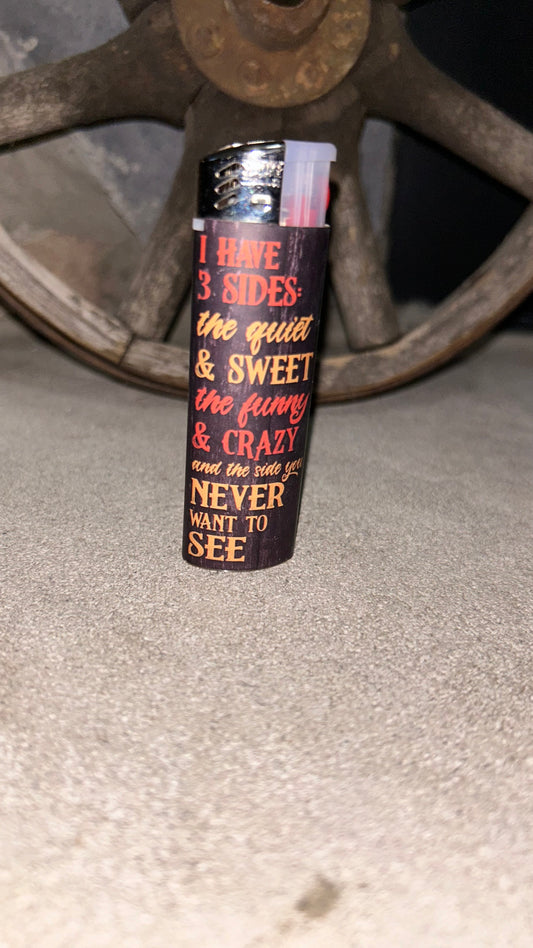 I HAVE
3 SIDES:
the quiet
& SWEET
the funny
& CRAZY
and the side you
NEVER
WANT TO
SEE